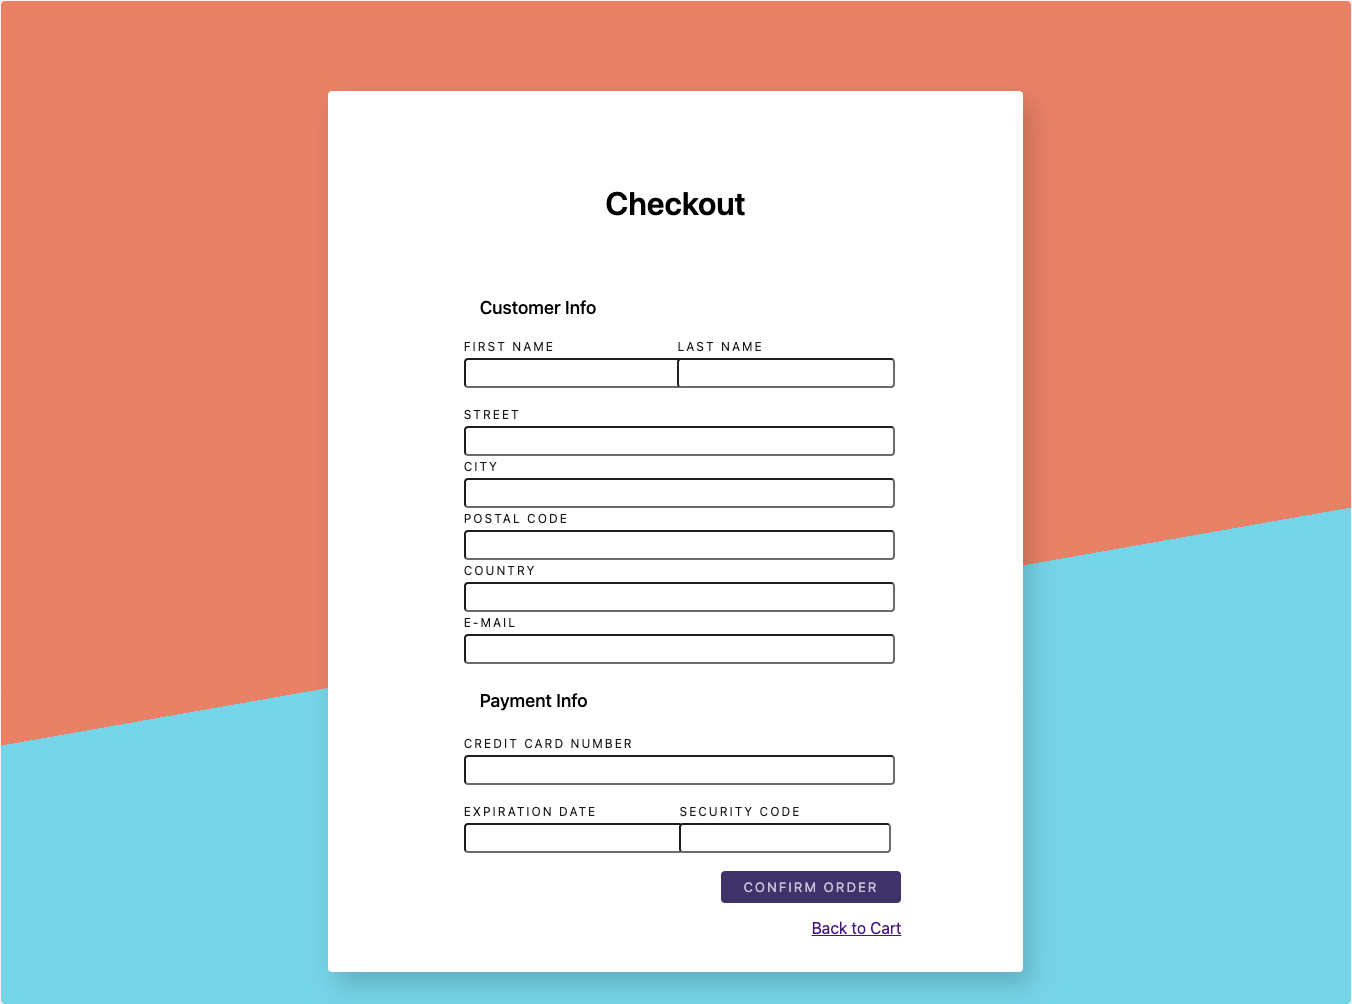 Checkout
Customer Info
FIRST NAME LAST NAME
STREET
CITY
POSTAL CODE
COUNTRY
E-MAIL
Payment Info
CREDIT CARD NUMBER
EXPIRATION DATE SECURITY CODE
CONFIRM ORDER
Back to Cart